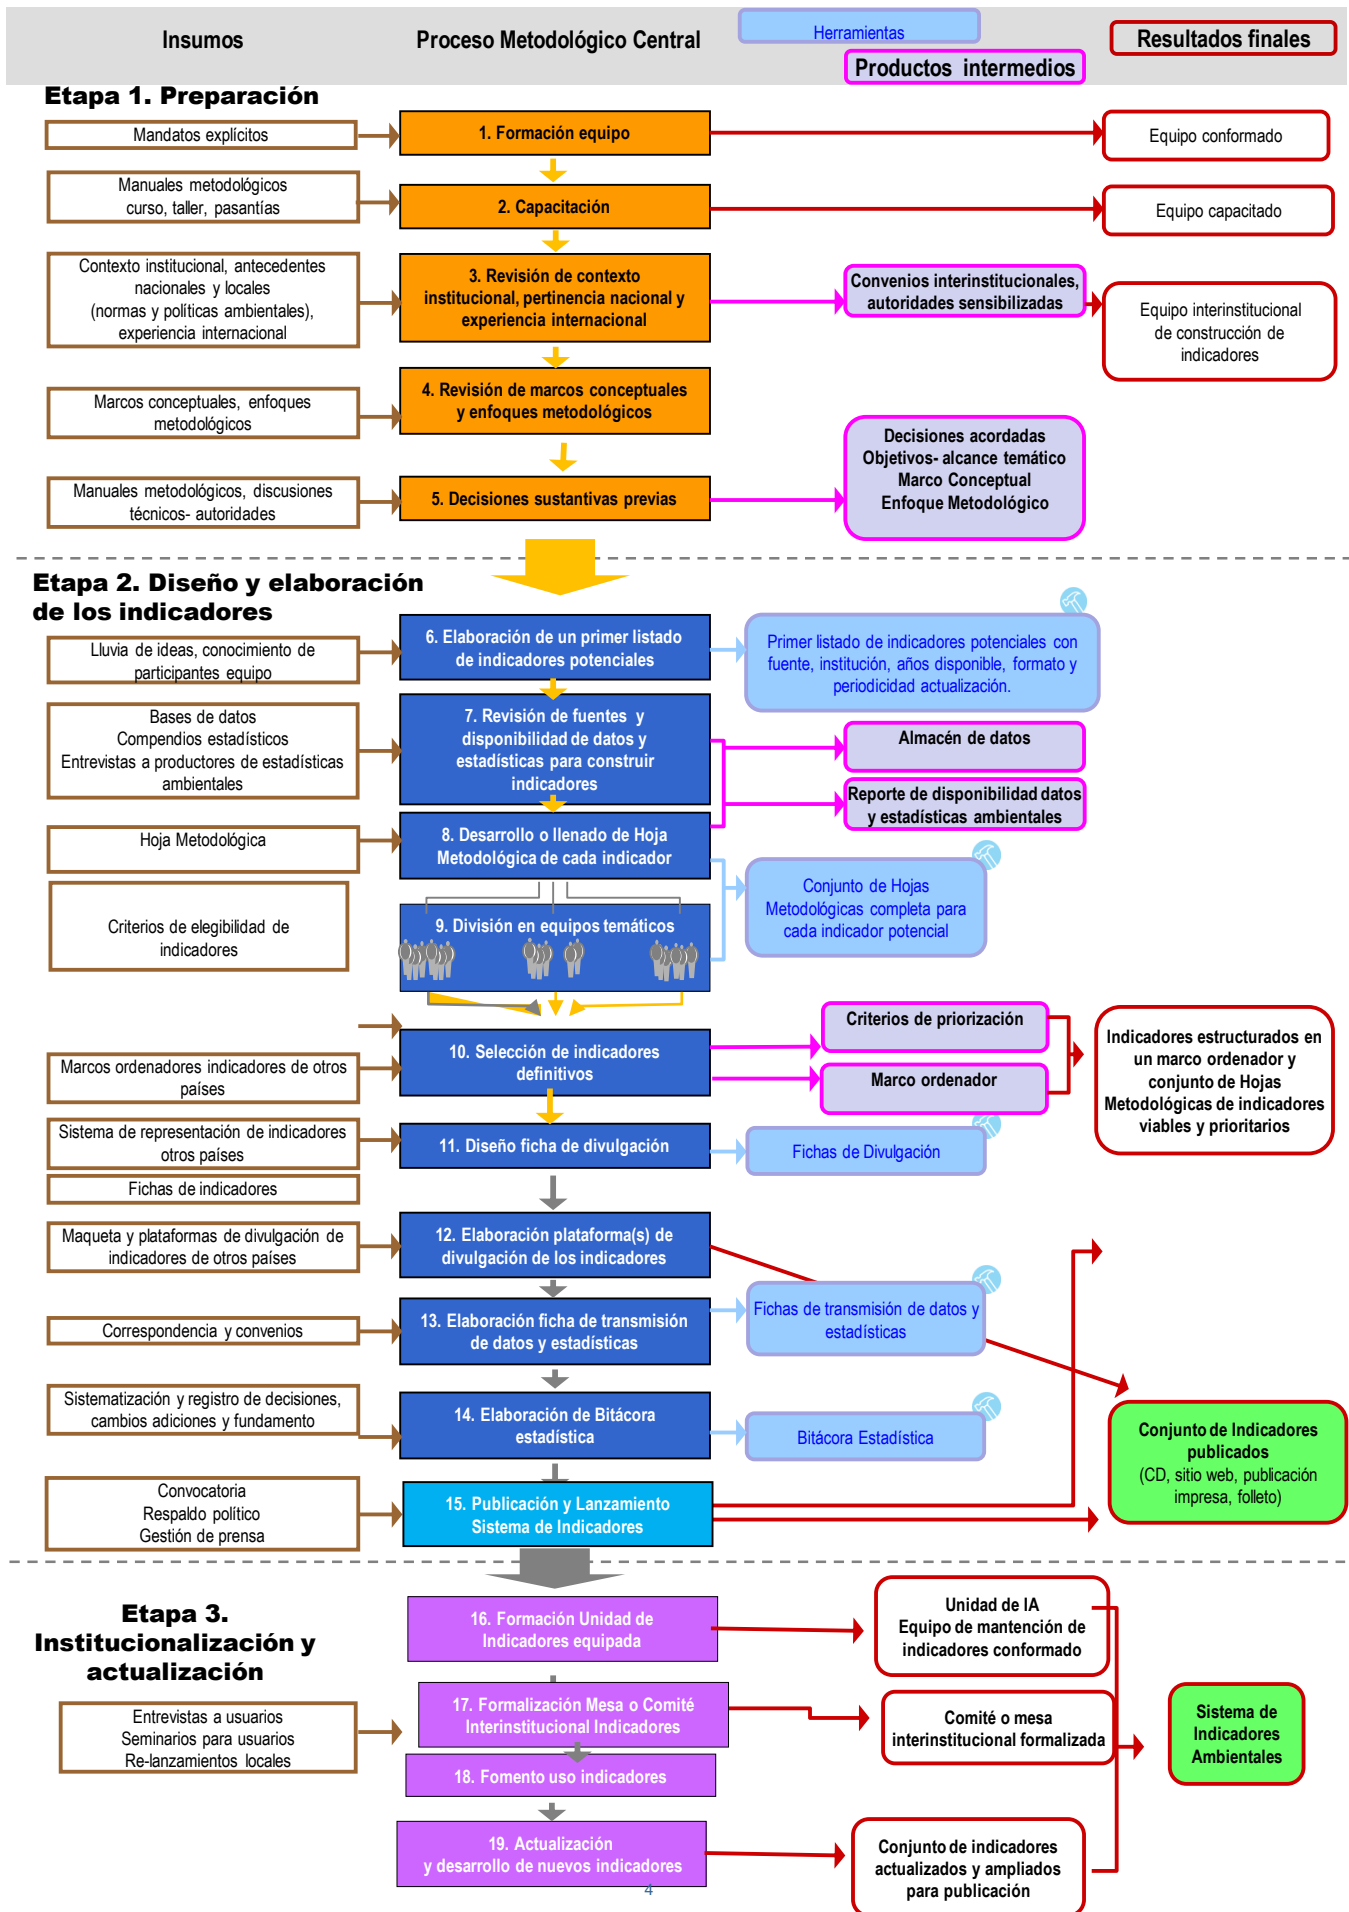 Insumos
Proceso Metodológico Central
Herramientas
Productos intermedios
Resultados finales
Etapa 1. Preparación
Mandatos explícitos
1. Formación equipo
Equipo conformado
Manuales metodológicos
curso, taller, pasantías
2. Capacitación
Equipo capacitado
Contexto institucional, antecedentes
nacionales y locales
(normas y políticas ambientales),
experiencia internacional
3. Revisión de contexto
institucional, pertinencia nacional y
experiencia internacional
Convenios interinstitucionales,
autoridades sensibilizadas
Equipo interinstitucional
de construcción de
indicadores
Marcos conceptuales, enfoques
metodológicos
4. Revisión de marcos conceptuales
y enfoques metodológicos
Manuales metodológicos, discusiones
técnicos- autoridades
5. Decisiones sustantivas previas
Decisiones acordadas
Objetivos- alcance temático
Marco Conceptual
Enfoque Metodológico
Etapa 2. Diseño y elaboración
de los indicadores
Lluvia de ideas, conocimiento de
participantes equipo
6. Elaboración de un primer listado
de indicadores potenciales
Primer listado de indicadores potenciales con
fuente, institución, años disponible, formato y
periodicidad actualización.
Bases de datos
Compendios estadísticos
Entrevistas a productores de estadísticas
ambientales
7. Revisión de fuentes y
disponibilidad de datos y
estadísticas para construir
indicadores
Almacén de datos
Reporte de disponibilidad datos
y estadísticas ambientales
Hoja Metodológica
8. Desarrollo o llenado de Hoja
Metodológica de cada indicador
Conjunto de Hojas
Metodológicas completa para
cada indicador potencial
Criterios de elegibilidad de
indicadores
9. División en equipos temáticos
Marcos ordenadores indicadores de otros
países
10. Selección de indicadores
definitivos
Criterios de priorización
Marco ordenador
Indicadores estructurados en
un marco ordenador y
conjunto de Hojas
Metodológicas de indicadores
viables y prioritarios
Sistema de representación de indicadores
otros países
Fichas de indicadores
11. Diseño ficha de divulgación
Fichas de Divulgación
Maqueta y plataformas de divulgación de
indicadores de otros países
12. Elaboración plataforma(s) de
divulgación de los indicadores
Correspondencia y convenios
13. Elaboración ficha de transmisión
de datos y estadísticas
Fichas de transmisión de datos y
estadísticas
Sistematización y registro de decisiones,
cambios adiciones y fundamento
14. Elaboración de Bitácora
estadística
Bitácora Estadística
Conjunto de Indicadores
publicados
(CD, sitio web, publicación
impresa, folleto)
Convocatoria
Respaldo político
Gestión de prensa
15. Publicación y Lanzamiento
Sistema de Indicadores
Etapa 3.
Institucionalización y
actualización
16. Formación Unidad de
Indicadores equipada
Unidad de IA
Equipo de mantención de
indicadores conformado
Entrevistas a usuarios
Seminarios para usuarios
Re-lanzamientos locales
17. Formalización Mesa o Comité
Interinstitucional Indicadores
Comité o mesa
interinstitucional formalizada
Sistema de
Indicadores
Ambientales
18. Fomento uso indicadores
19. Actualización
y desarrollo de nuevos indicadores
Conjunto de indicadores
actualizados y ampliados
para publicación
4